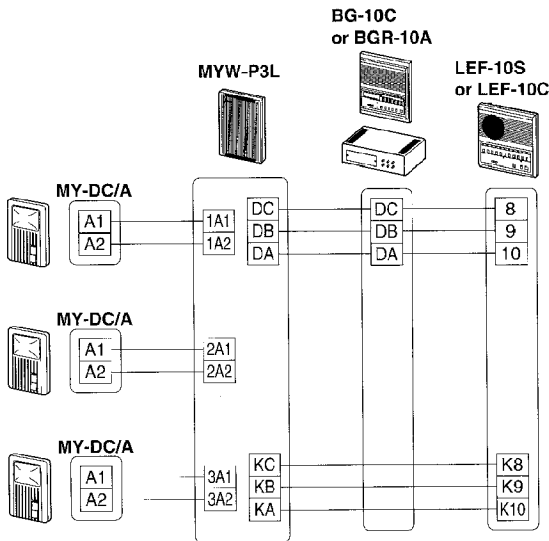 BG-10C
or BGR-10A
MYW-P3L
LEF-10S
or LEF-10C
MY-DC/A
A1
A2
1A1
1A2
DC
DB
DA
DC
DB
DA
8
9
10
MY-DC/A
A1
A2
2A1
2A2
MY-DC/A
A1
A2
3A1
3A2
KC
KB
KA
K8
K9
K10